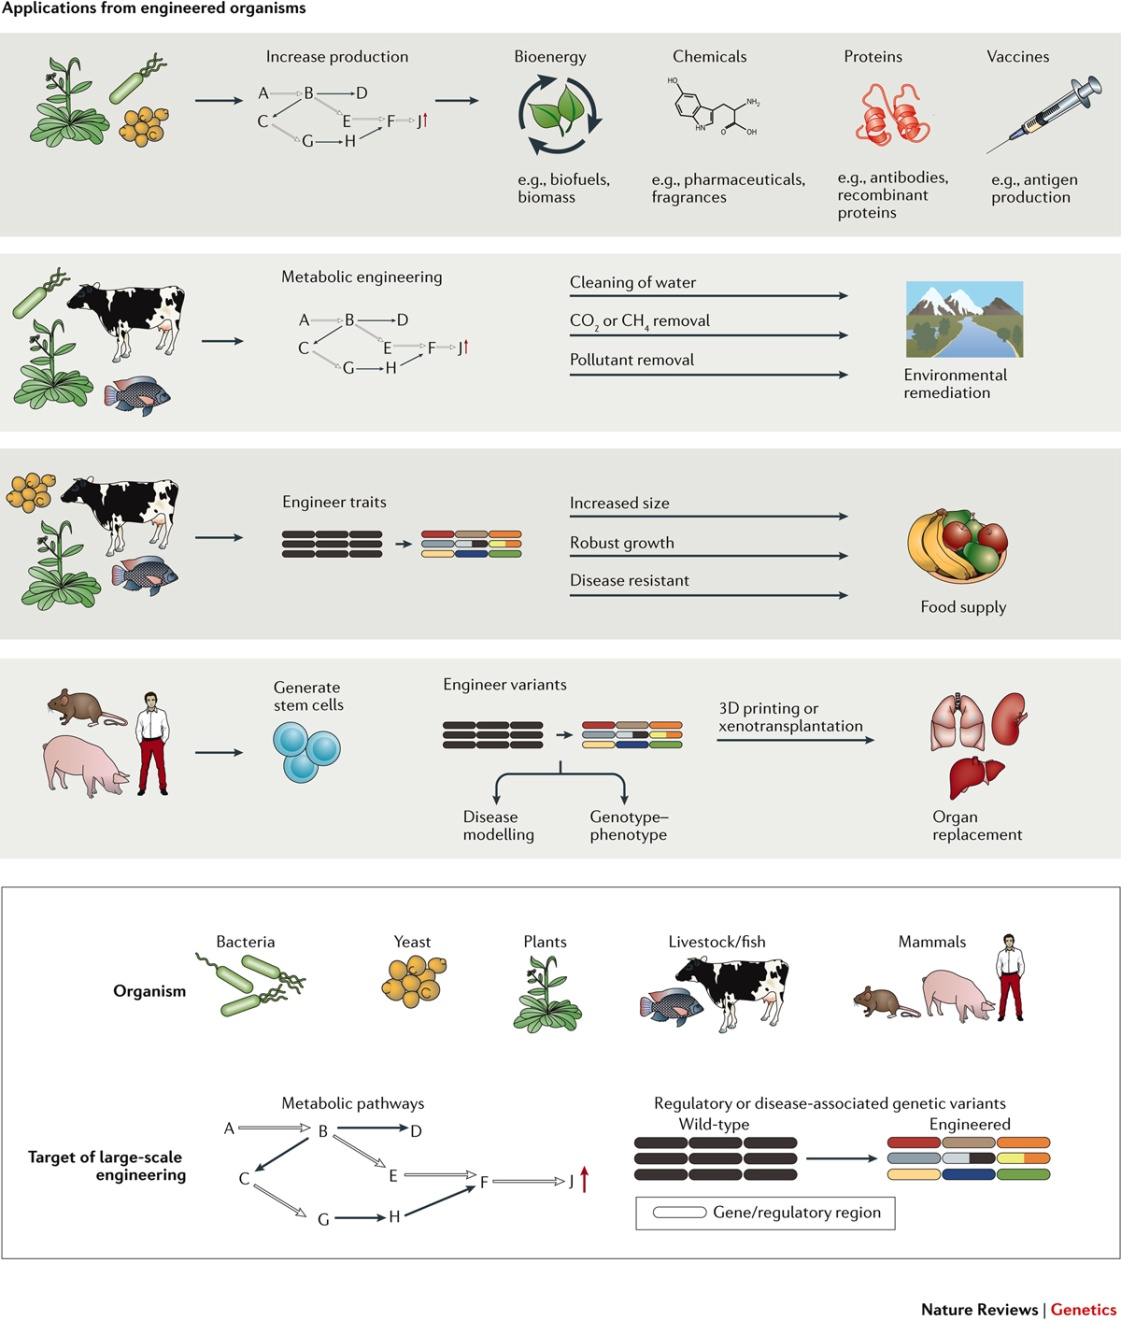 Applications from engineered organisms
Increase production
A B D
C E F J
G H
Bioenergy
e.g., biofuels,
biomass
Chemicals
HO
NH₂
HN
O OH
e.g., pharmaceuticals,
fragrances
Proteins
e.g., antibodies,
recombinant
proteins
Vaccines
e.g., antigen
production
Metabolic engineering
A B D
C E F J
G H
Cleaning of water
CO₂ or CH₄ removal
Pollutant removal
Environmental
remediation
Engineer traits
Increased size
Robust growth
Disease resistant
Food supply
Generate
stem cells
Engineer variants
Disease
modelling
Genotype–
phenotype
3D printing or
xenotransplantation
Organ
replacement
Organism
Bacteria
Yeast
Plants
Livestock/fish
Mammals
Target of large-scale
engineering
Metabolic pathways
A B D
C E F J
G H
Regulatory or disease-associated genetic variants
Wild-type
Engineered
Gene/regulatory region
Nature Reviews | Genetics